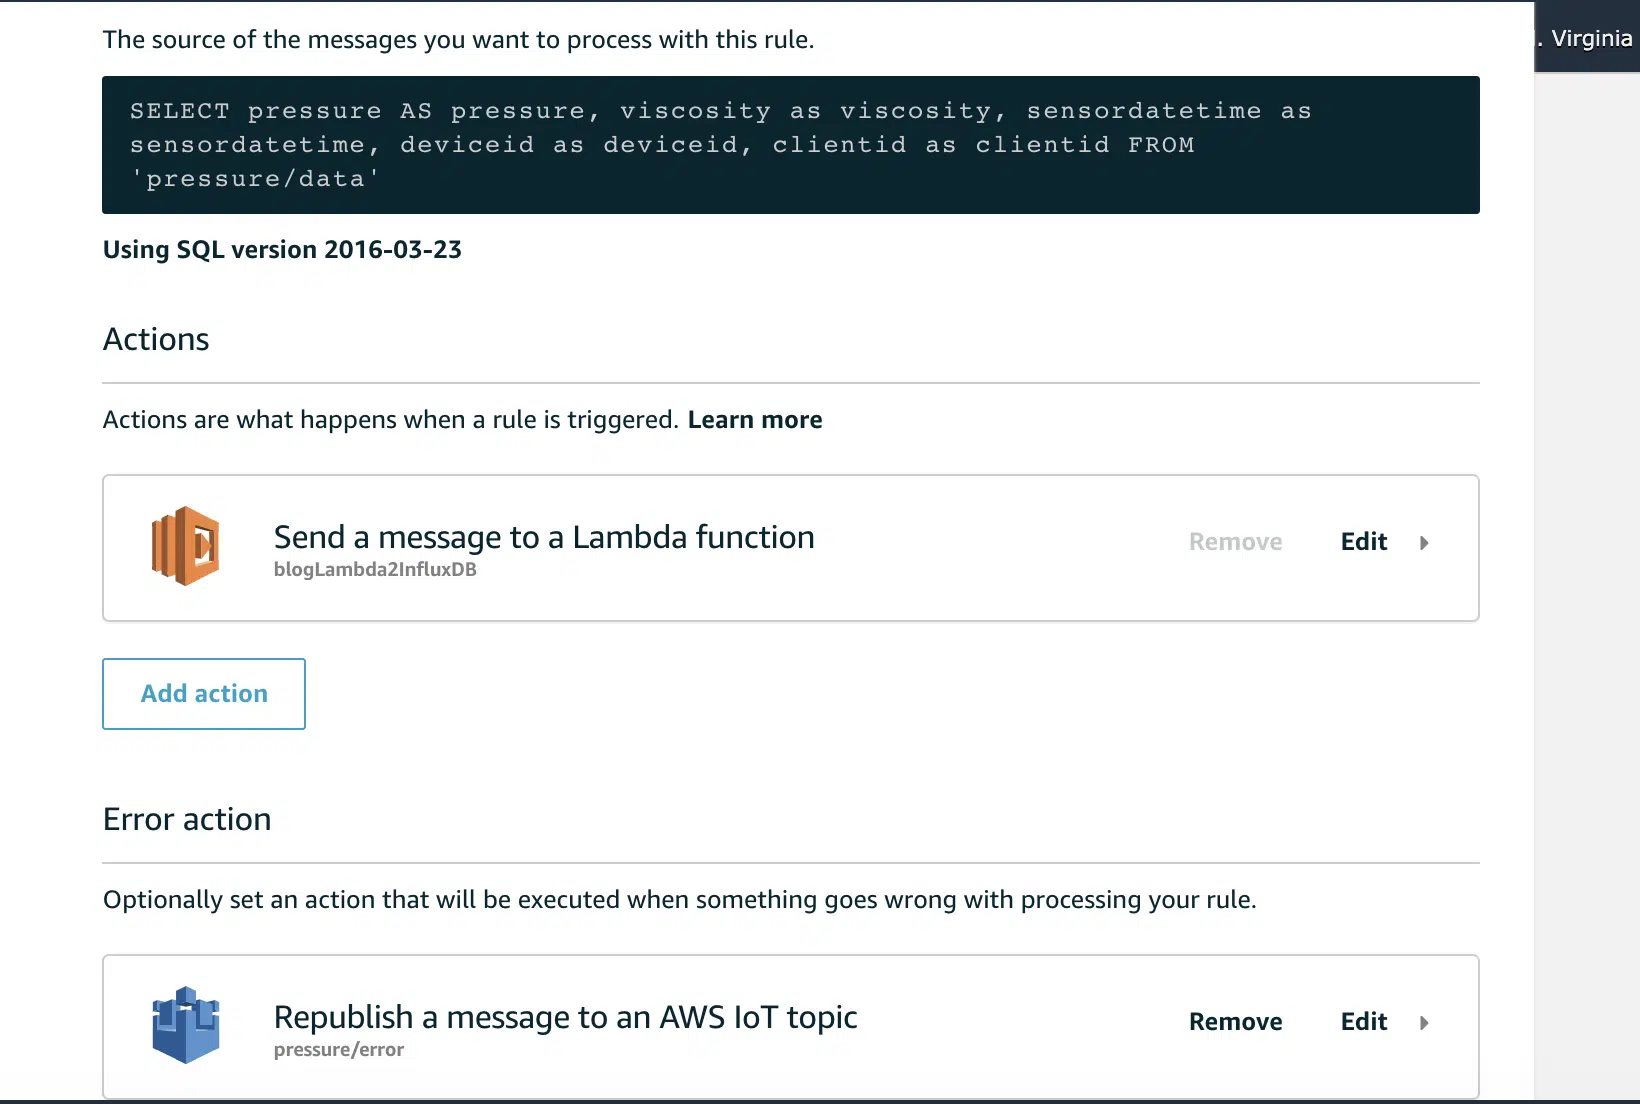 . Virginia
The source of the messages you want to process with this rule.
SELECT pressure AS pressure, viscosity as viscosity, sensordatetime as
sensordatetime, deviceid as deviceid, clientid as clientid FROM
'pressure/data'
Using SQL version 2016-03-23
Actions
Actions are what happens when a rule is triggered. Learn more
Send a message to a Lambda function
blogLambda2InfluxDB
Remove Edit
Add action
Error action
Optionally set an action that will be executed when something goes wrong with processing your rule.
Republish a message to an AWS IoT topic
pressure/error
Remove Edit